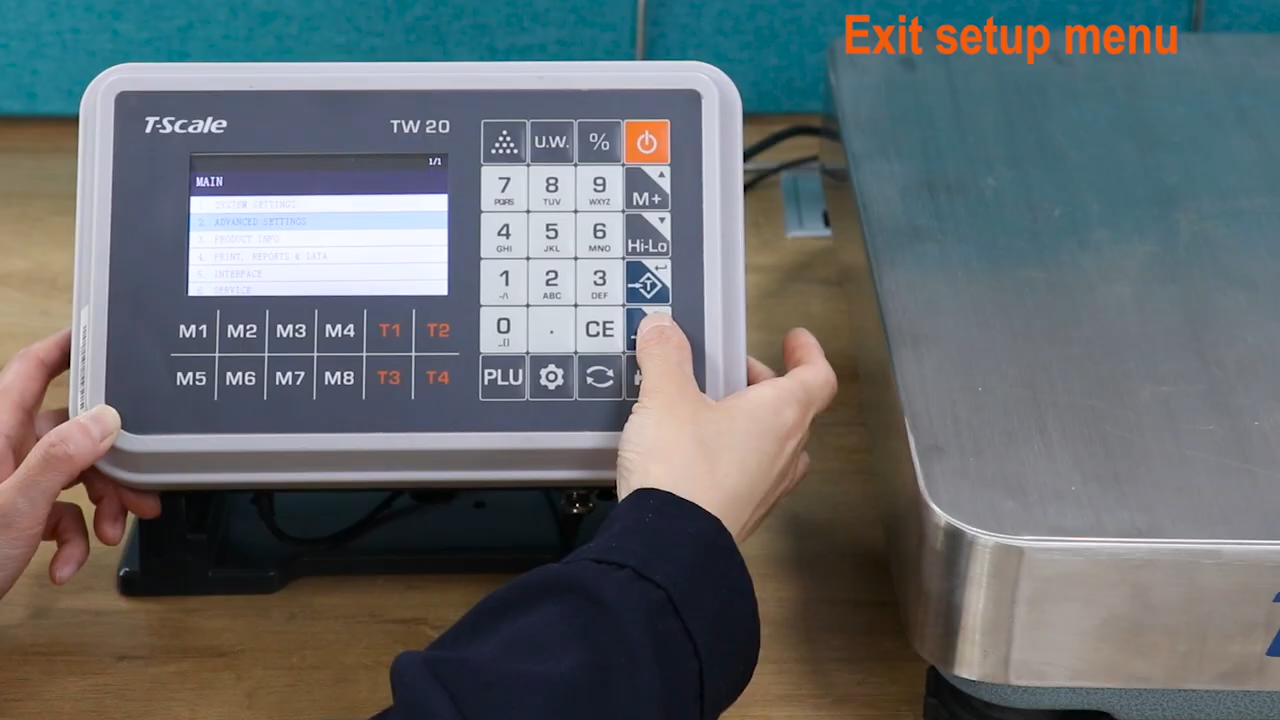 Exit setup menu
T-Scale
TW 20
1/1
MAIN
1. SYSTEM SETTINGS
2. ADVANCED SETTINGS
3. PRODUCT INFO
4. PRINT, REPORTS & DATA
5. INTERFACE
6. SERVICE
M1 M2 M3 M4 T1 T2
M5 M6 M7 M8 T3 T4
U.W. %
7 8 9 M+
PQRS TUV WXYZ
4 5 6 Hi-Lo
GHI JKL MNO
1 2 3 T
-/\ ABC DEF
0 . CE
_[]
PLU